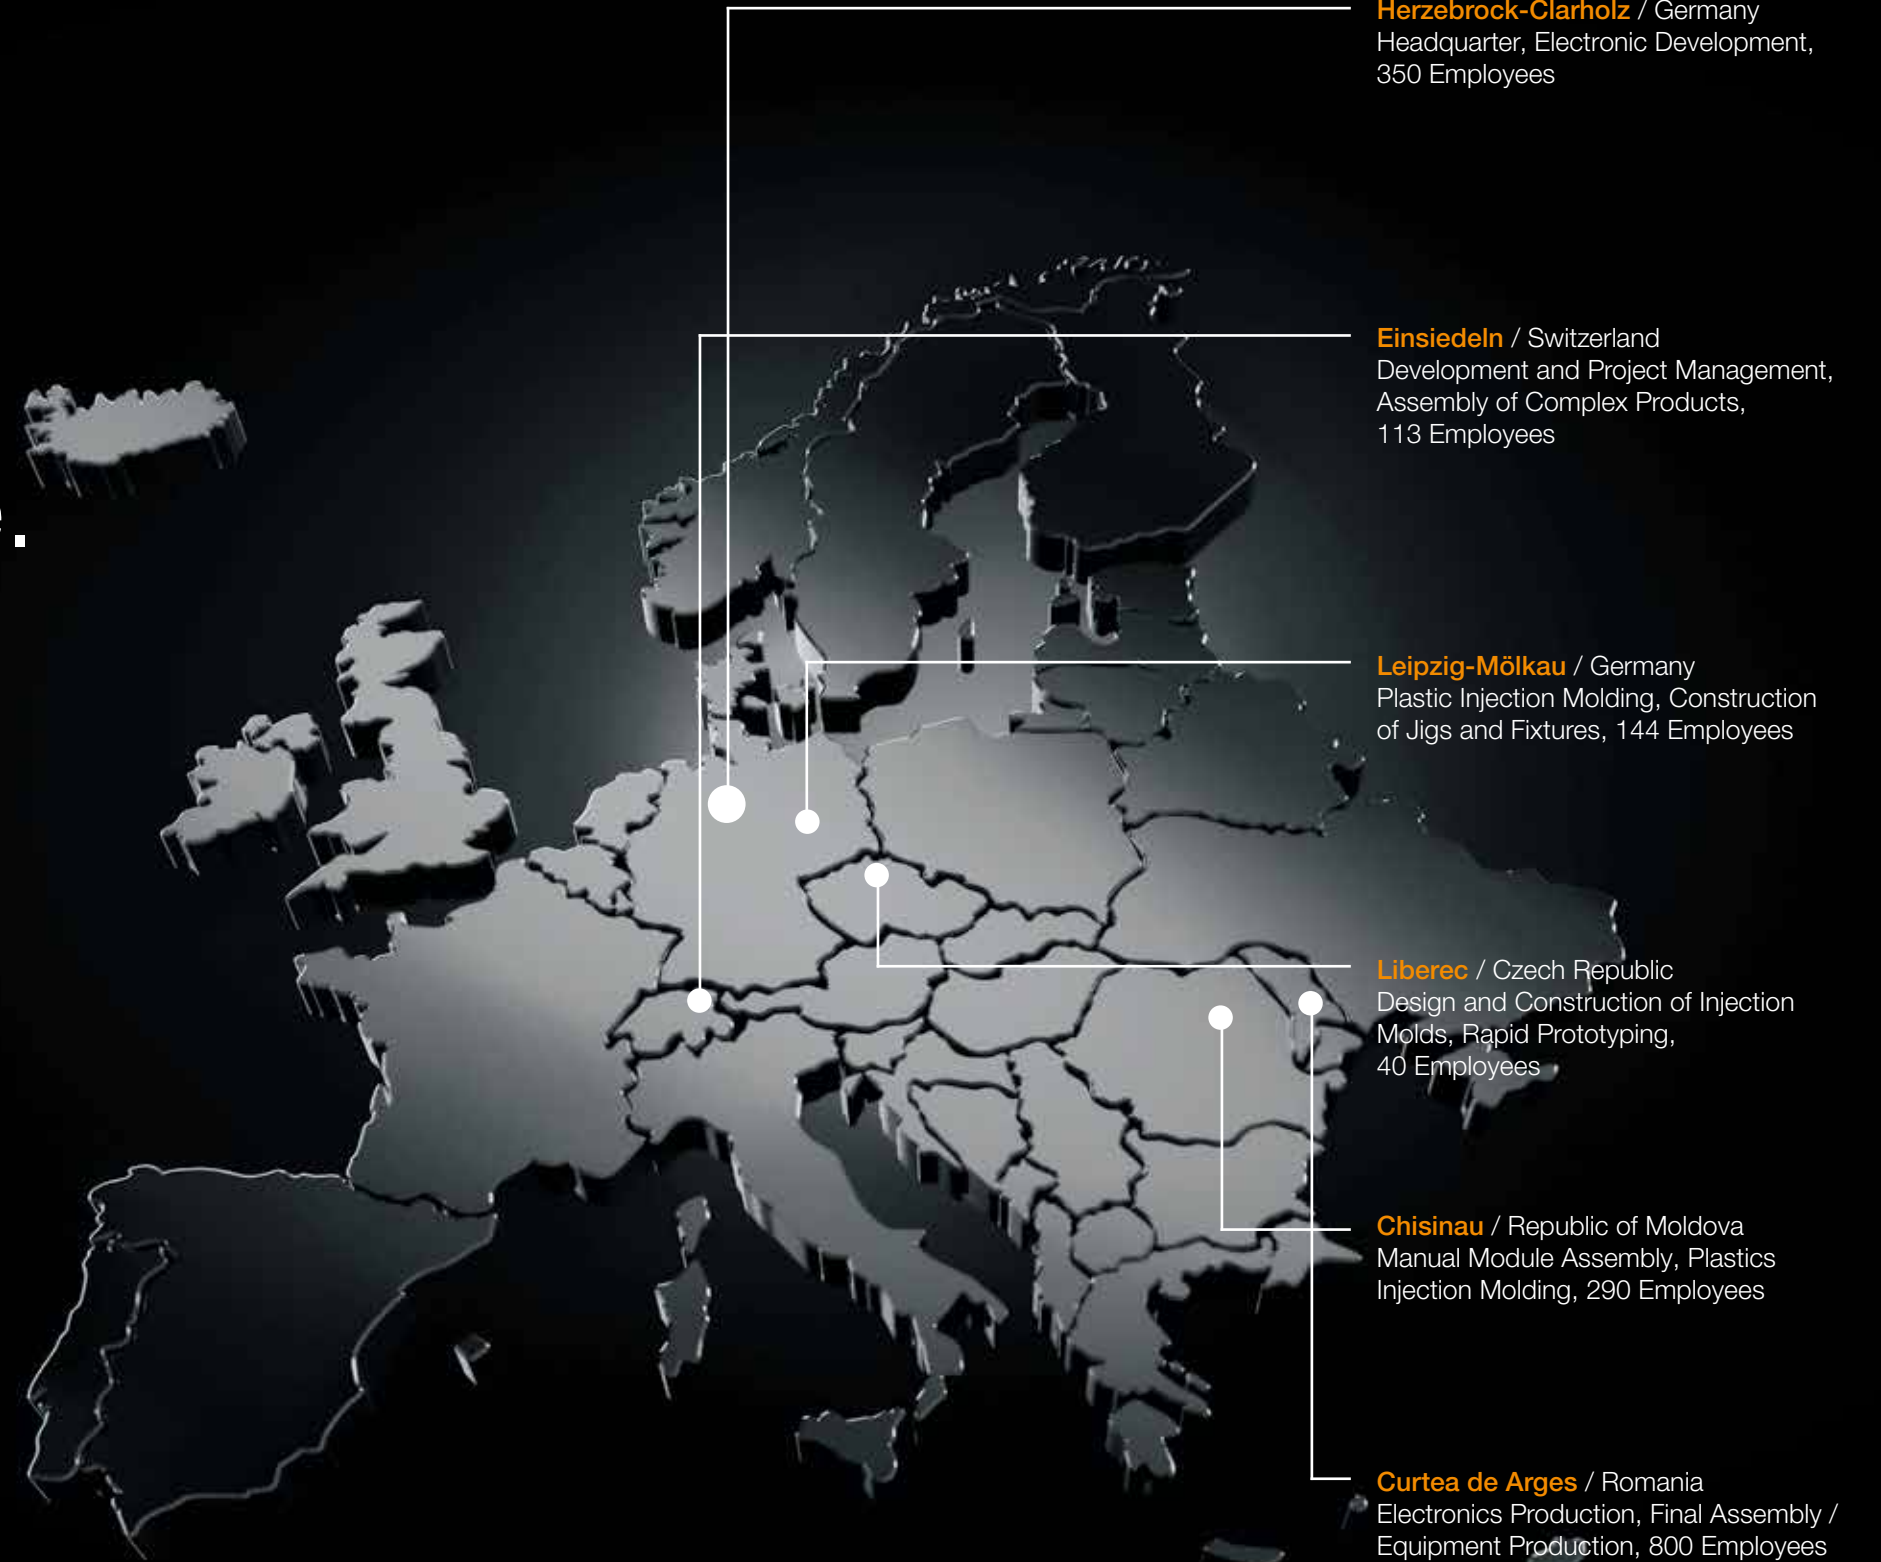 Herzebrock-Clarholz / Germany
Headquarter, Electronic Development,
350 Employees
Einsiedeln / Switzerland
Development and Project Management,
Assembly of Complex Products,
113 Employees
Leipzig-Mölkau / Germany
Plastic Injection Molding, Construction
of Jigs and Fixtures, 144 Employees
Liberec / Czech Republic
Design and Construction of Injection
Molds, Rapid Prototyping,
40 Employees
Chisinau / Republic of Moldova
Manual Module Assembly, Plastics
Injection Molding, 290 Employees
Curtea de Arges / Romania
Electronics Production, Final Assembly /
Equipment Production, 800 Employees